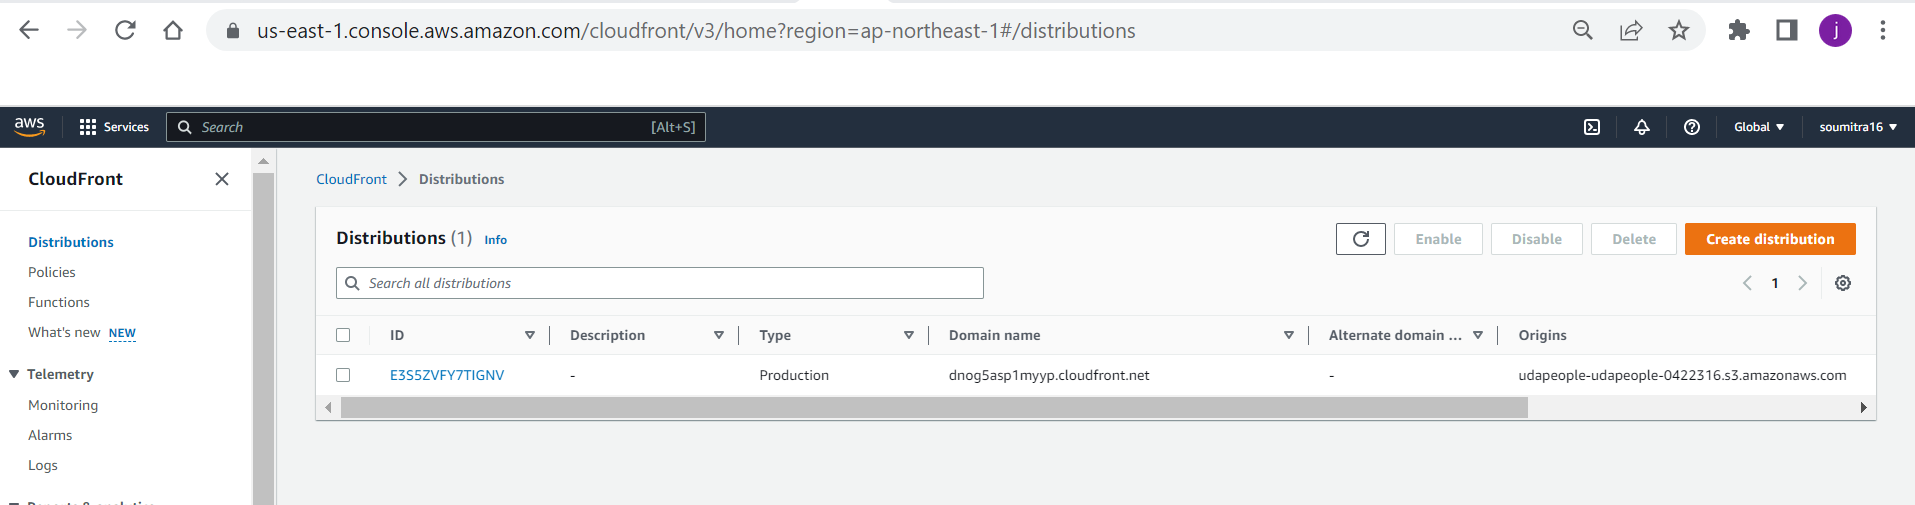 us-east-1.console.aws.amazon.com/cloudfront/v3/home?region=ap-northeast-1#/distributions
j
aws
Services
Search
[Alt+S]
Global
soumitra16
CloudFront
Distributions
Policies
Functions
What's new NEW
Telemetry
Monitoring
Alarms
Logs
CloudFront Distributions
Distributions (1) Info
Enable
Disable
Delete
Create distribution
Search all distributions
1
ID Description Type Domain name Alternate domain ... Origins
E3S5ZVFY7TIGNV - Production dnog5asp1myyp.cloudfront.net - udapeople-udapeople-0422316.s3.amazonaws.com